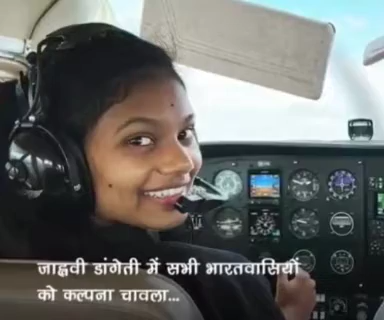 जाह्नवी डांगेती में सभी भारतवासियों
को कल्पना चावला...